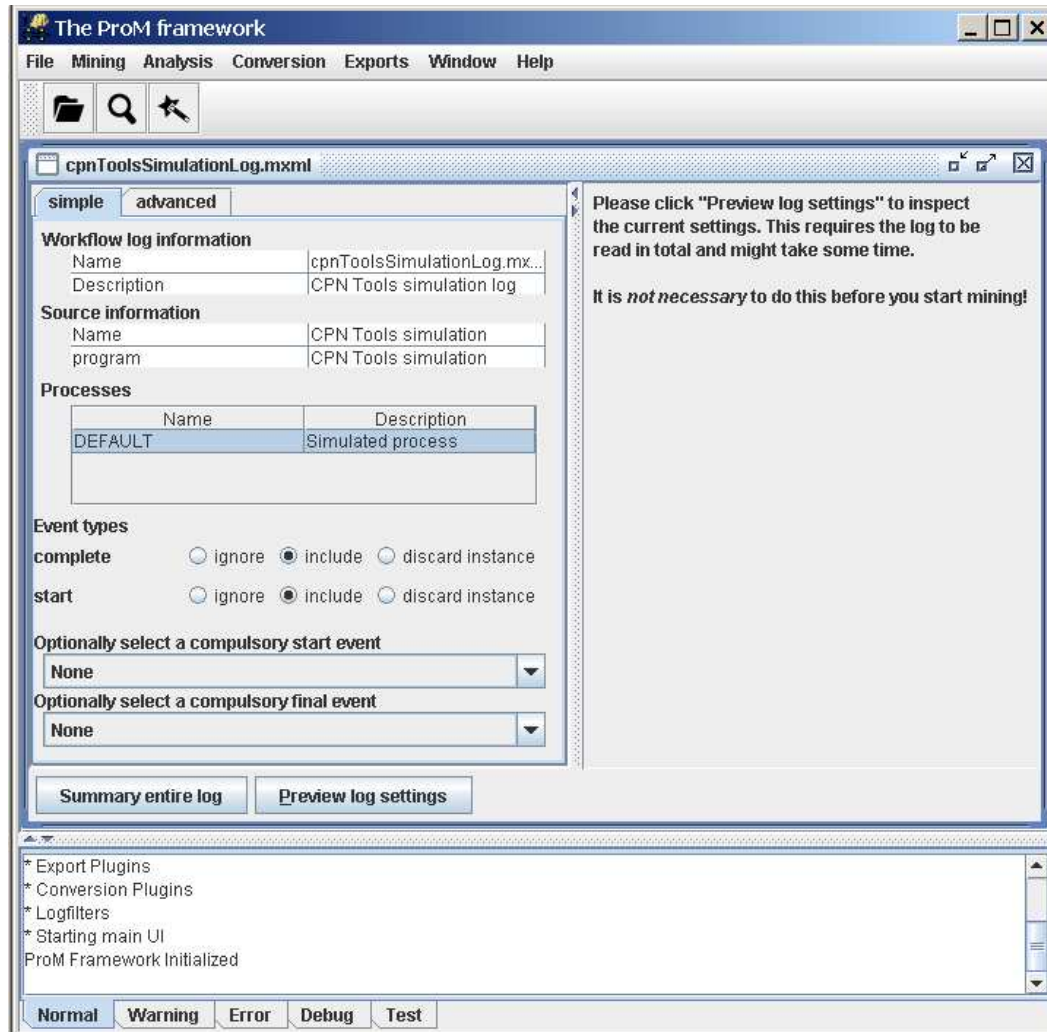 The ProM framework
File Mining Analysis Conversion Exports Window Help
cpnToolsSimulationLog.mxml
simple advanced
Workflow log information
Name cpnToolsSimulationLog.mx...
Description CPN Tools simulation log
Source information
Name CPN Tools simulation
program CPN Tools simulation
Processes
Name Description
DEFAULT Simulated process
Event types
complete ignore include discard instance
start ignore include discard instance
Optionally select a compulsory start event
None
Optionally select a compulsory final event
None
Summary entire log Preview log settings
Please click "Preview log settings" to inspect
the current settings. This requires the log to be
read in total and might take some time.
It is not necessary to do this before you start mining!
* Export Plugins
* Conversion Plugins
* Logfilters
* Starting main UI
ProM Framework Initialized
Normal Warning Error Debug Test